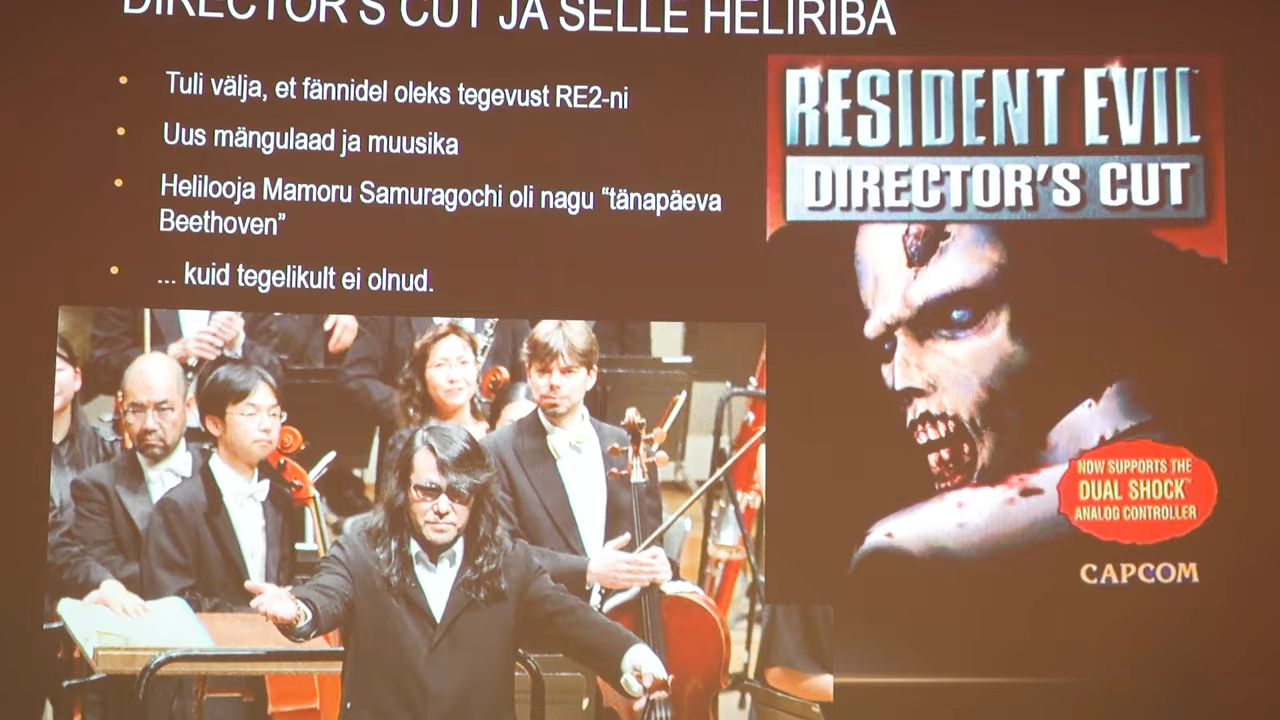 DIRECTOR'S CUT JA SELLE HELIRIBA
Tuli välja, et fännidel oleks tegevust RE2-ni
Uus mängulaad ja muusika
Helilooja Mamoru Samuragochi oli nagu “tänapäeva
Beethoven”
... kuid tegelikult ei olnud.
RESIDENT EVIL
DIRECTOR'S CUT
NOW SUPPORTS THE
DUAL SHOCK™
ANALOG CONTROLLER
CAPCOM